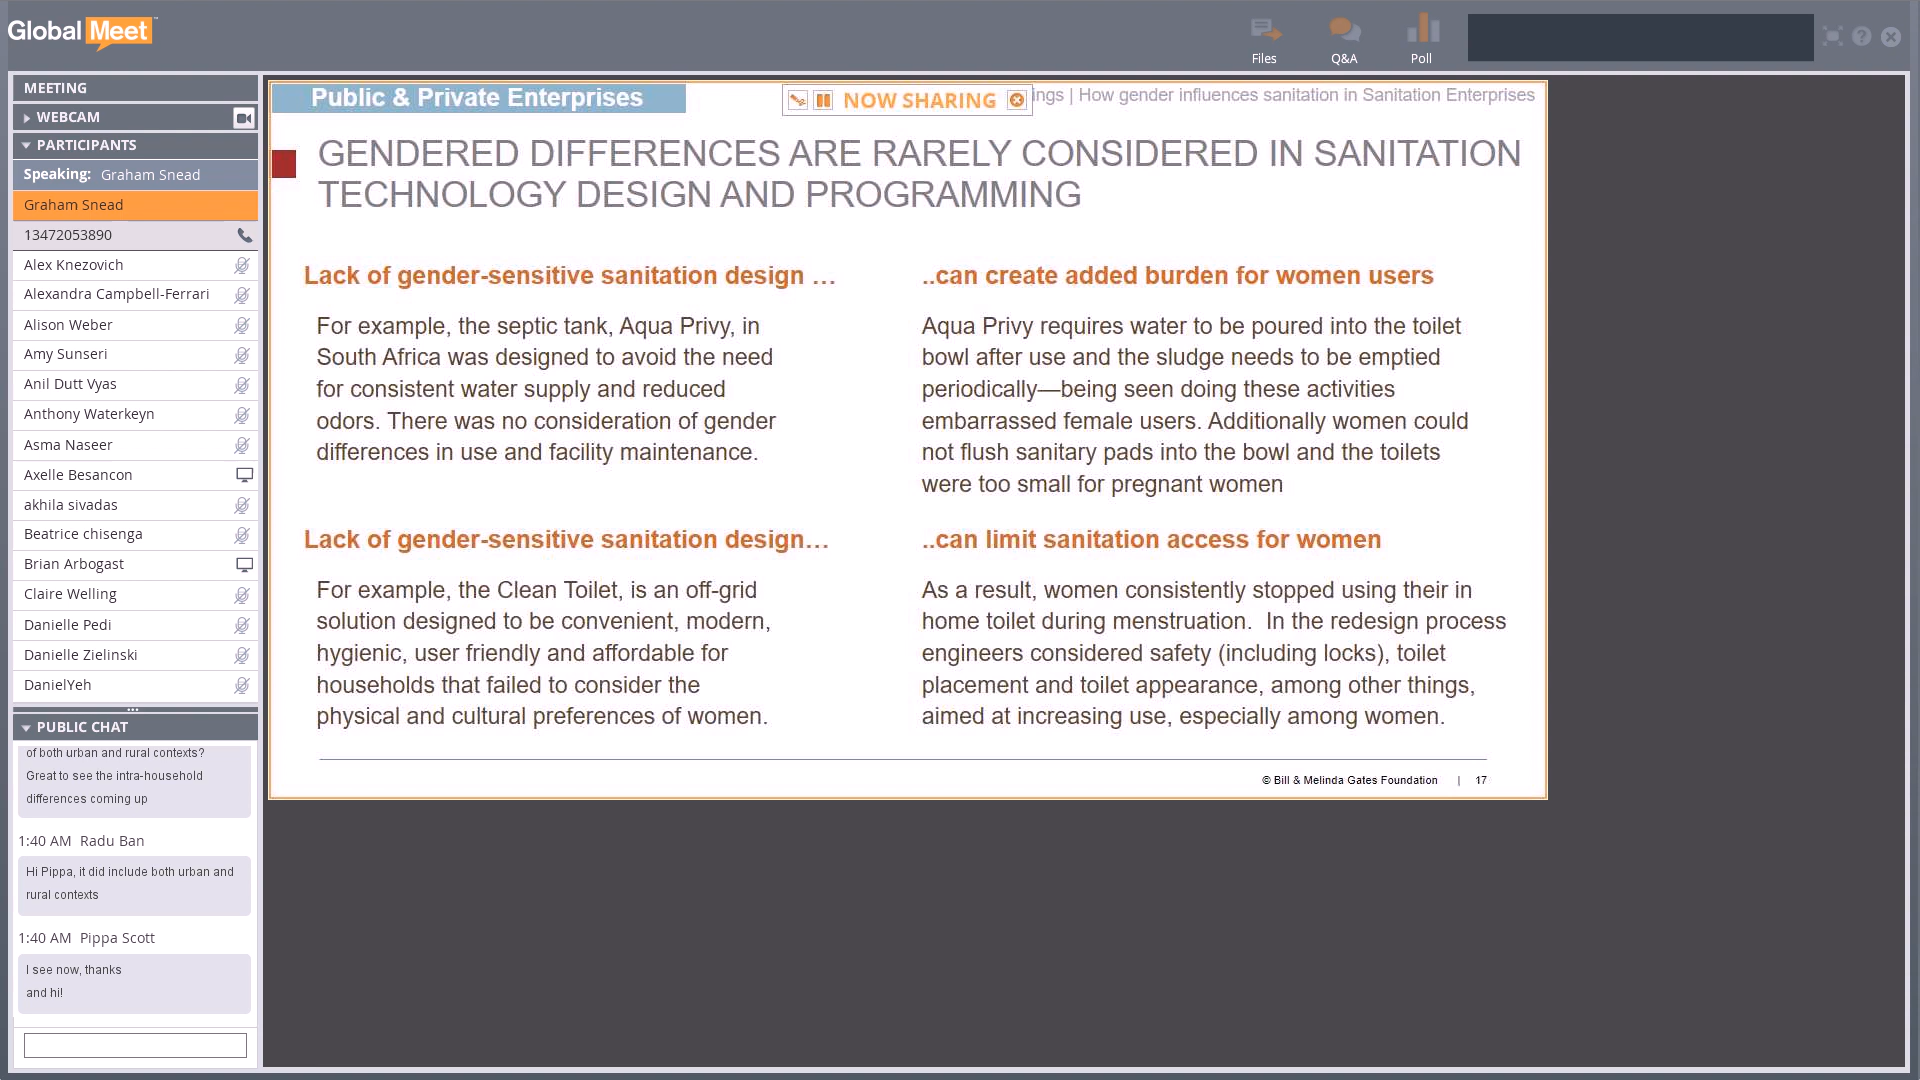 Global Meet
Files
Q&A
Poll
MEETING
WEBCAM
PARTICIPANTS
Speaking: Graham Snead
Graham Snead
13472053890
Alex Knezovich
Alexandra Campbell-Ferrari
Alison Weber
Amy Sunseri
Anil Dutt Vyas
Anthony Waterkeyn
Asma Naseer
Axelle Besancon
akhila sivadas
Beatrice chisenga
Brian Arbogast
Claire Welling
Danielle Pedi
Danielle Zielinski
DanielYeh
PUBLIC CHAT
of both urban and rural contexts?
Great to see the intra-household
differences coming up
1:40 AM Radu Ban
Hi Pippa, it did include both urban and
rural contexts
1:40 AM Pippa Scott
I see now, thanks
and hi!
Public & Private Enterprises
NOW SHARING
ings | How gender influences sanitation in Sanitation Enterprises
GENDERED DIFFERENCES ARE RARELY CONSIDERED IN SANITATION
TECHNOLOGY DESIGN AND PROGRAMMING
Lack of gender-sensitive sanitation design …
For example, the septic tank, Aqua Privy, in
South Africa was designed to avoid the need
for consistent water supply and reduced
odors. There was no consideration of gender
differences in use and facility maintenance.
..can create added burden for women users
Aqua Privy requires water to be poured into the toilet
bowl after use and the sludge needs to be emptied
periodically—being seen doing these activities
embarrassed female users. Additionally women could
not flush sanitary pads into the bowl and the toilets
were too small for pregnant women
Lack of gender-sensitive sanitation design…
For example, the Clean Toilet, is an off-grid
solution designed to be convenient, modern,
hygienic, user friendly and affordable for
households that failed to consider the
physical and cultural preferences of women.
..can limit sanitation access for women
As a result, women consistently stopped using their in
home toilet during menstruation.  In the redesign process
engineers considered safety (including locks), toilet
placement and toilet appearance, among other things,
aimed at increasing use, especially among women.
© Bill & Melinda Gates Foundation | 17